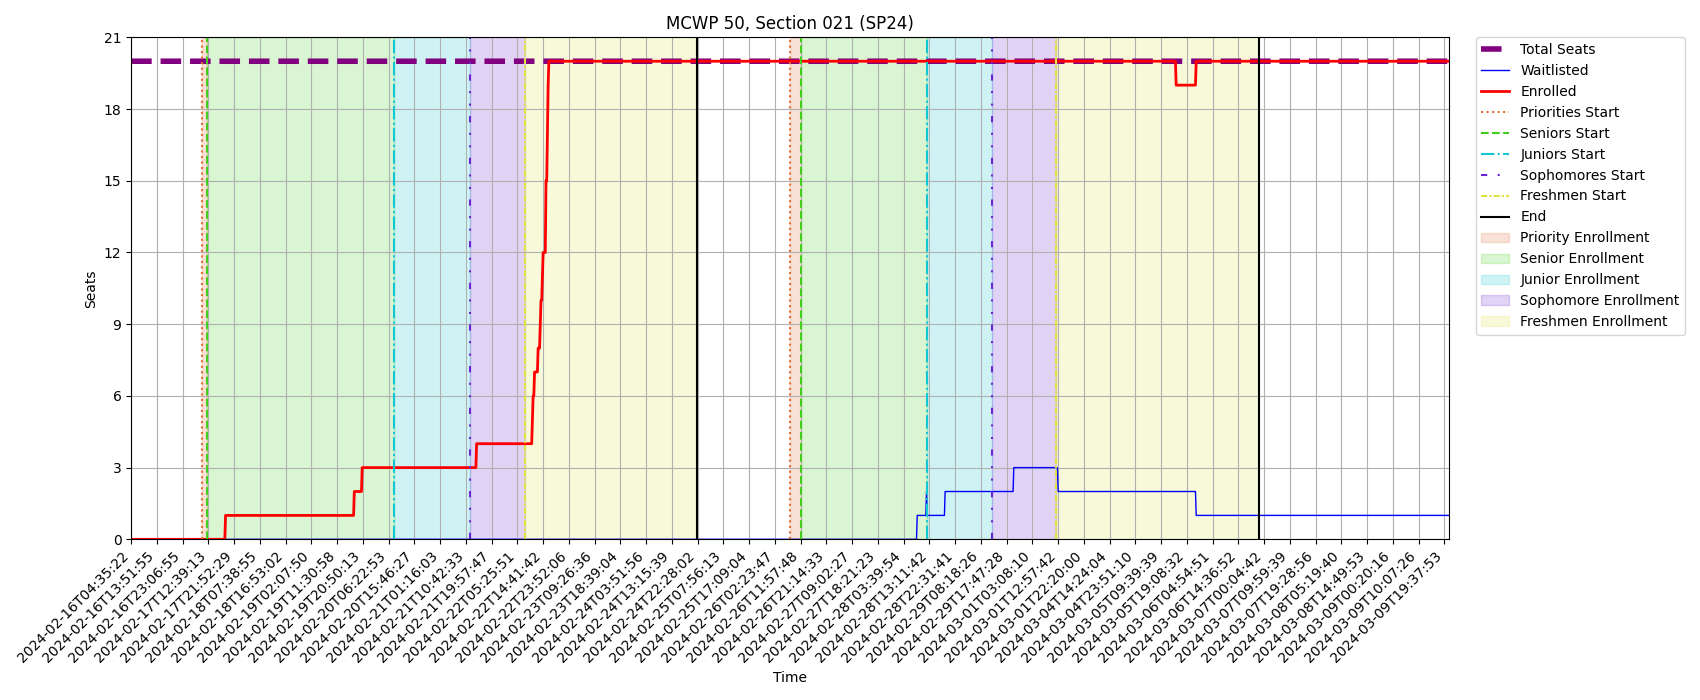 MCWP 50, Section 021 (SP24)
21
18
15
12
9
6
3
0
Seats
2024-02-16T04:35:22
2024-02-16T13:51:55
2024-02-16T23:06:55
2024-02-17T12:39:13
2024-02-17T21:52:29
2024-02-18T07:38:55
2024-02-18T16:53:02
2024-02-19T02:07:50
2024-02-19T11:30:58
2024-02-19T20:50:13
2024-02-20T06:22:53
2024-02-20T15:46:27
2024-02-21T01:16:03
2024-02-21T10:42:33
2024-02-21T19:57:47
2024-02-22T05:25:51
2024-02-22T14:41:42
2024-02-22T23:52:06
2024-02-23T09:26:36
2024-02-23T18:39:04
2024-02-24T03:51:56
2024-02-24T13:15:39
2024-02-24T22:28:02
2024-02-25T07:56:13
2024-02-25T17:09:04
2024-02-26T02:23:47
2024-02-26T11:57:48
2024-02-26T21:14:33
2024-02-27T09:02:27
2024-02-27T18:21:23
2024-02-28T03:39:54
2024-02-28T13:11:42
2024-02-28T22:31:41
2024-02-29T08:18:26
2024-02-29T17:47:28
2024-03-01T03:08:10
2024-03-01T12:57:42
2024-03-01T22:20:00
2024-03-04T14:24:04
2024-03-04T23:51:10
2024-03-05T09:39:39
2024-03-05T19:08:32
2024-03-06T04:54:51
2024-03-06T14:36:52
2024-03-07T00:04:42
2024-03-07T09:59:39
2024-03-07T19:28:56
2024-03-08T05:19:40
2024-03-08T14:49:53
2024-03-09T00:20:16
2024-03-09T10:07:26
2024-03-09T19:37:53
Time
Total Seats
Waitlisted
Enrolled
Priorities Start
Seniors Start
Juniors Start
Sophomores Start
Freshmen Start
End
Priority Enrollment
Senior Enrollment
Junior Enrollment
Sophomore Enrollment
Freshmen Enrollment